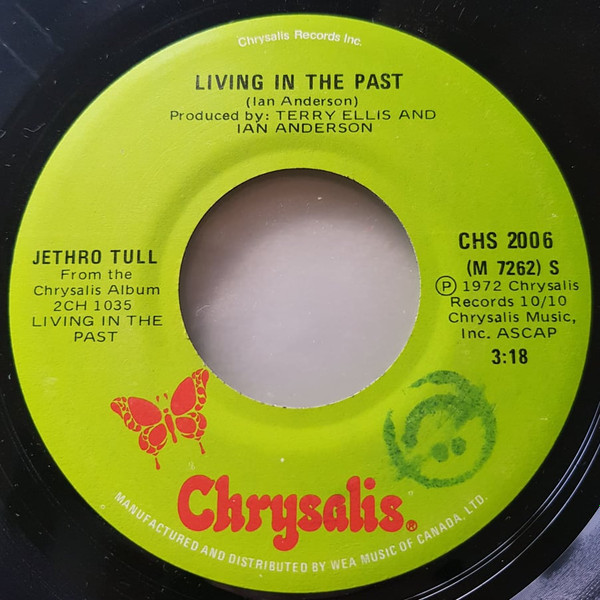 Chrysalis Records Inc.
LIVING IN THE PAST
(Ian Anderson)
Produced by: TERRY ELLIS AND
IAN ANDERSON
JETHRO TULL
From the
Chrysalis Album
2CH 1035
LIVING IN THE
PAST
CHS 2006
(M 7262) S
Ⓟ 1972 Chrysalis
Records 10/10
Chrysalis Music,
Inc. ASCAP
3:18
Chrysalis®
MANUFACTURED AND DISTRIBUTED BY WEA MUSIC OF CANADA, LTD.